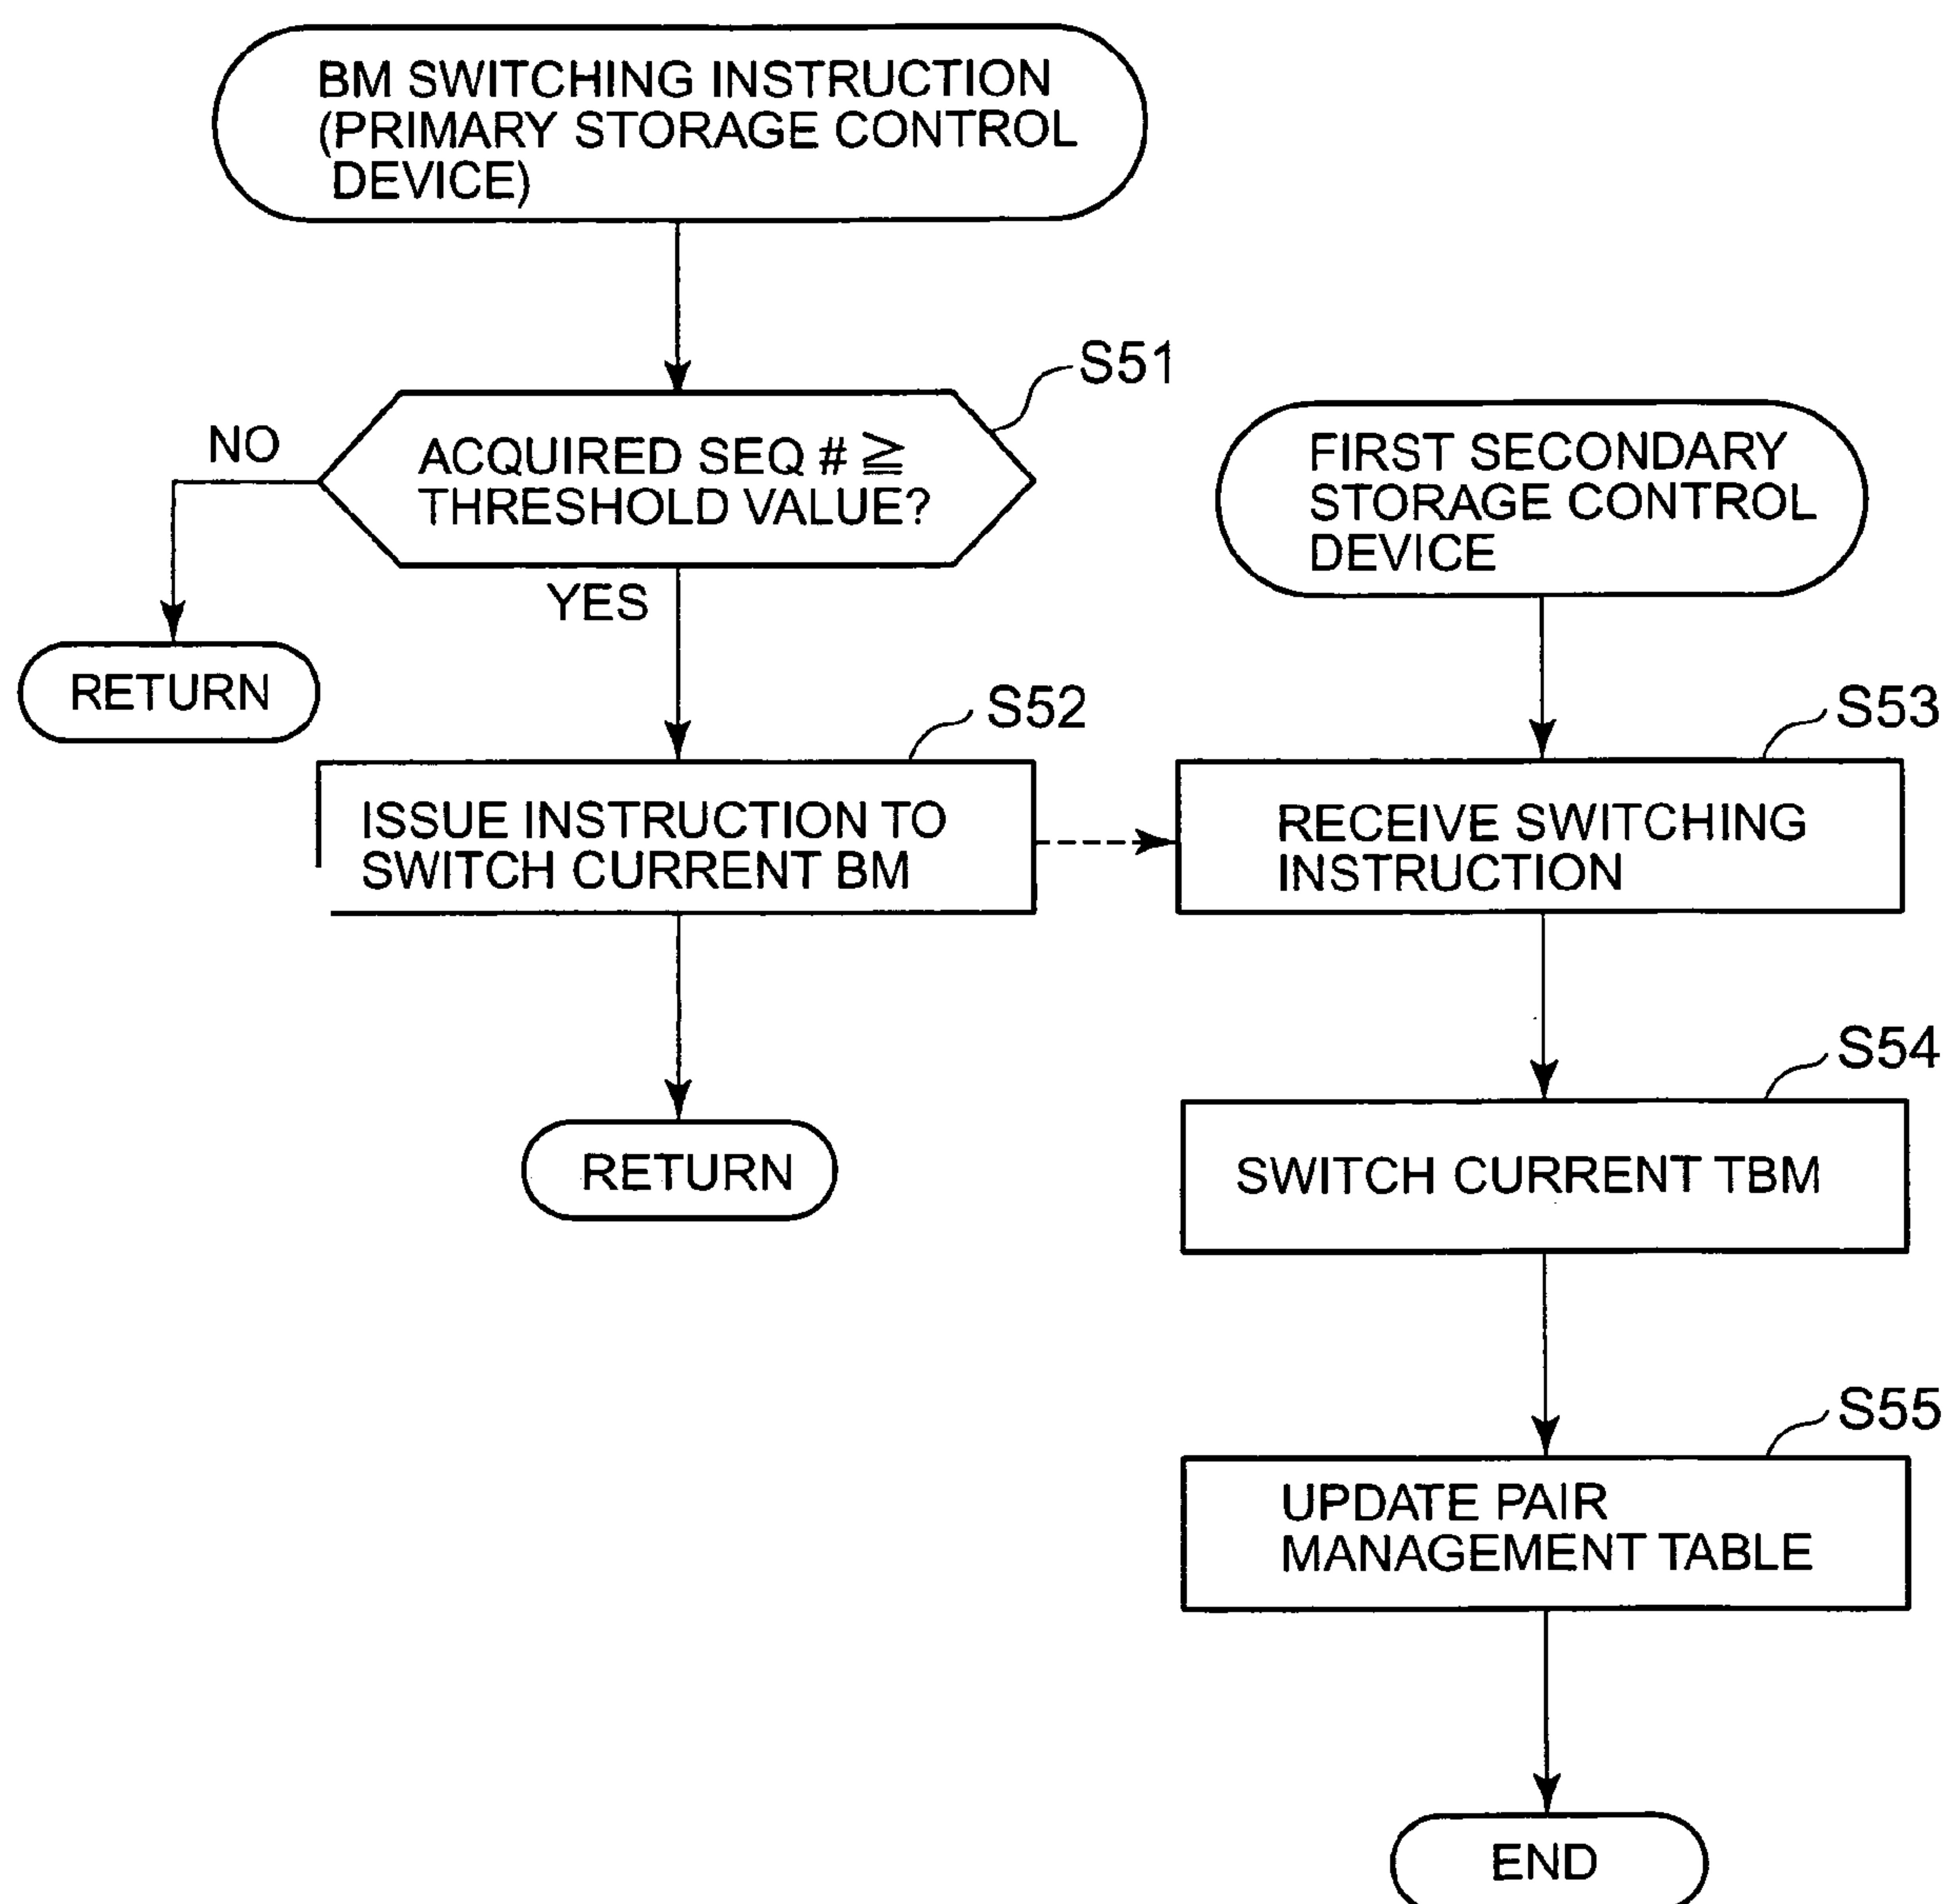 BM SWITCHING INSTRUCTION
(PRIMARY STORAGE CONTROL
DEVICE)
S51
NO
ACQUIRED SEQ # ≧
THRESHOLD VALUE?
YES
RETURN
S52
ISSUE INSTRUCTION TO
SWITCH CURRENT BM
RETURN
FIRST SECONDARY
STORAGE CONTROL
DEVICE
S53
RECEIVE SWITCHING
INSTRUCTION
S54
SWITCH CURRENT TBM
S55
UPDATE PAIR
MANAGEMENT TABLE
END